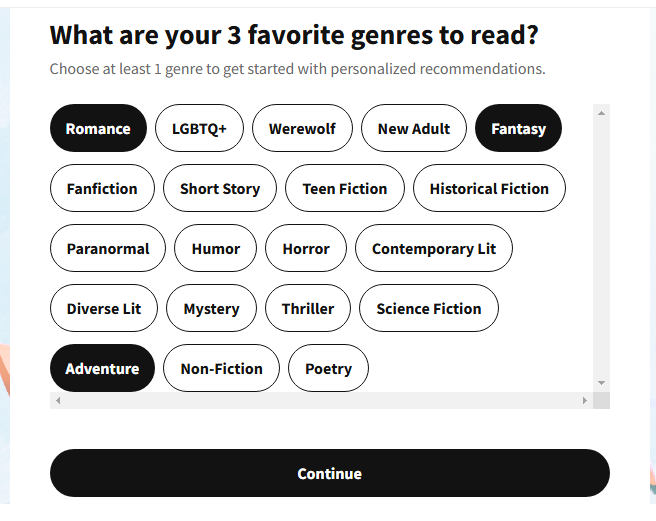 What are your 3 favorite genres to read?
Choose at least 1 genre to get started with personalized recommendations.
Romance LGBTQ+ Werewolf New Adult Fantasy
Fanfiction Short Story Teen Fiction Historical Fiction
Paranormal Humor Horror Contemporary Lit
Diverse Lit Mystery Thriller Science Fiction
Adventure Non-Fiction Poetry
Continue